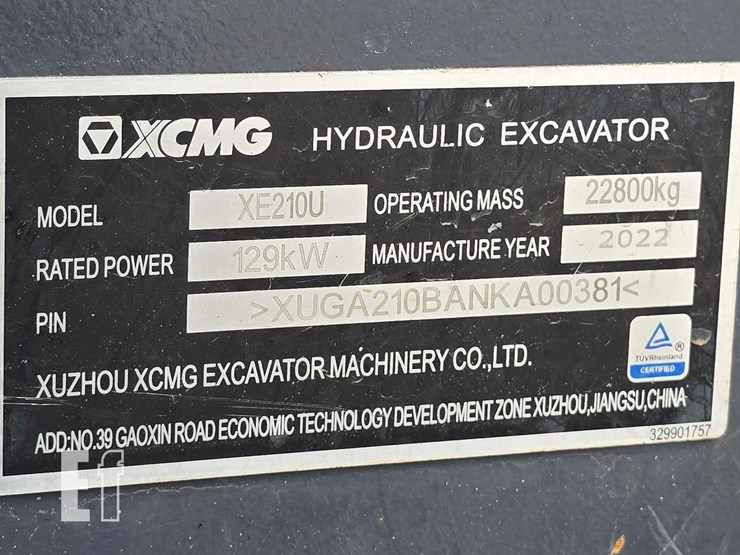 XCMG HYDRAULIC EXCAVATOR
MODEL XE210U OPERATING MASS 22800kg
RATED POWER 129kW MANUFACTURE YEAR 2022
PIN >XUGA210BANKA00381<
TÜVRheinland
CERTIFIED
XUZHOU XCMG EXCAVATOR MACHINERY CO.,LTD.
ADD:NO.39 GAOXIN ROAD ECONOMIC TECHNOLOGY DEVELOPMENT ZONE XUZHOU,JIANGSU,CHINA
329901757